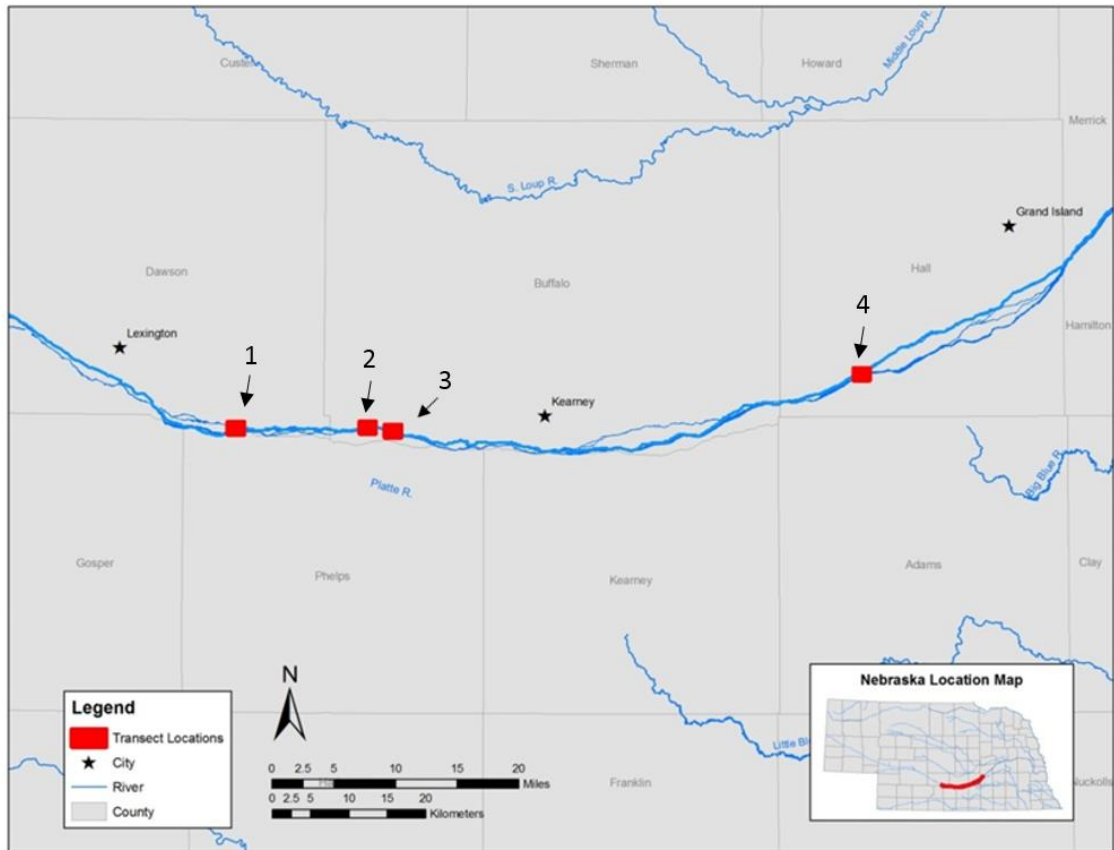 Custer
Sherman
Howard
Middle Loup R.
Merrick
S. Loup R.
Grand Island
Dawson
Buffalo
Hall
Hamilton
Lexington
1
2
3
4
Kearney
Platte R.
Big Blue R.
Gosper
Phelps
Kearney
Adams
Clay
N
Nebraska Location Map
Legend
Transect Locations
City
River
County
0 2.5 5 10 15 20
Miles
0 2.5 5 10 15 20
Kilometers
Franklin
Little
Nuckolls